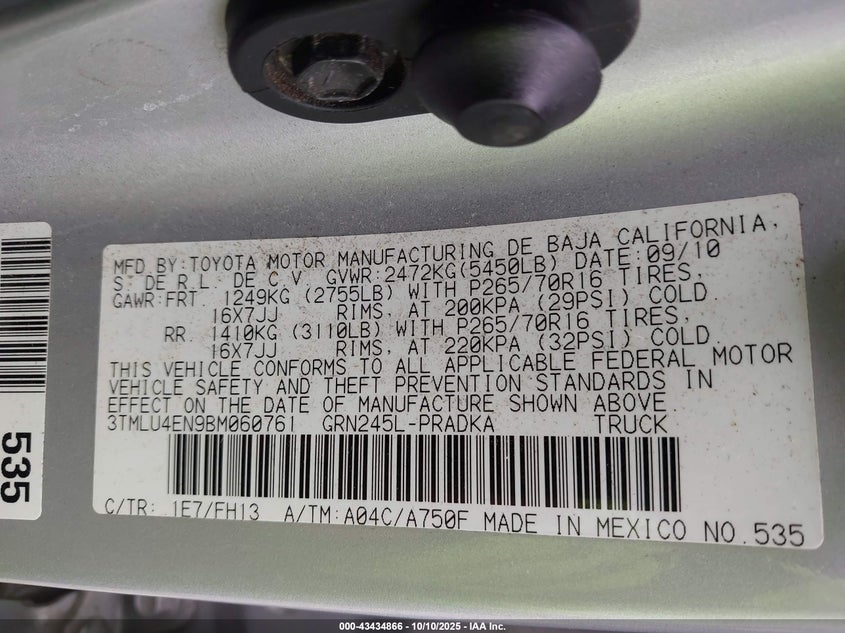 MFD.BY:TOYOTA MOTOR MANUFACTURING DE BAJA CALIFORNIA,
S. DE R.L. DE C.V. GVWR:2472KG(5450LB) DATE:09/10
GAWR:FRT. 1249KG (2755LB) WITH P265/70R16 TIRES,
16X7JJ RIMS, AT 200KPA (29PSI) COLD.
RR. 1410KG (3110LB) WITH P265/70R16 TIRES,
16X7JJ RIMS, AT 220KPA (32PSI) COLD.
THIS VEHICLE CONFORMS TO ALL APPLICABLE FEDERAL MOTOR
VEHICLE SAFETY AND THEFT PREVENTION STANDARDS IN
EFFECT ON THE DATE OF MANUFACTURE SHOWN ABOVE.
3TMLU4EN9BM060761 GRN245L-PRADKA TRUCK
C/TR: 1E7/FH13 A/TM:A04C/A750F MADE IN MEXICO NO.535
535
000-43434866 - 10/10/2025 - IAA Inc.